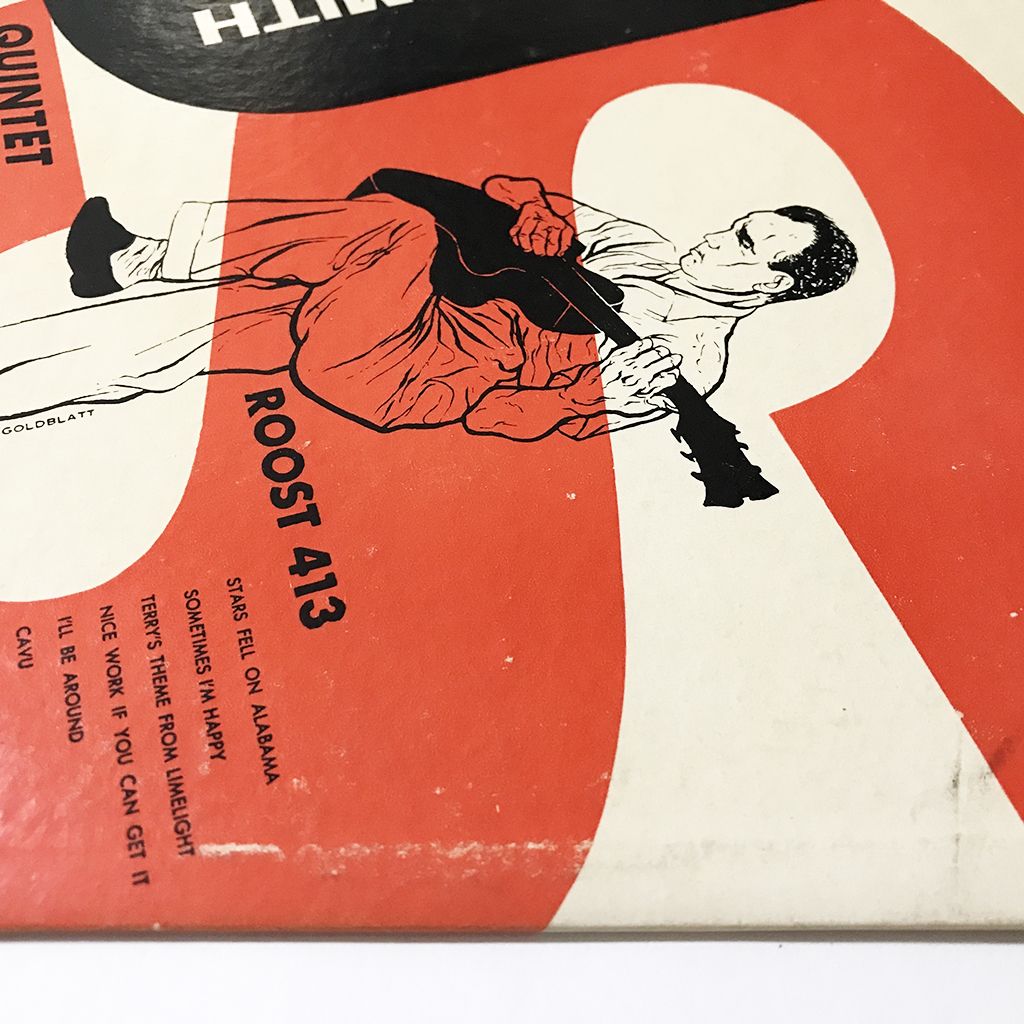 MITH
QUINTET
GOLDBLATT
ROOST 413
STARS FELL ON ALABAMA
SOMETIMES I'M HAPPY
TERRY'S THEME FROM LIMELIGHT
NICE WORK IF YOU CAN GET IT
I'LL BE AROUND
CAVU